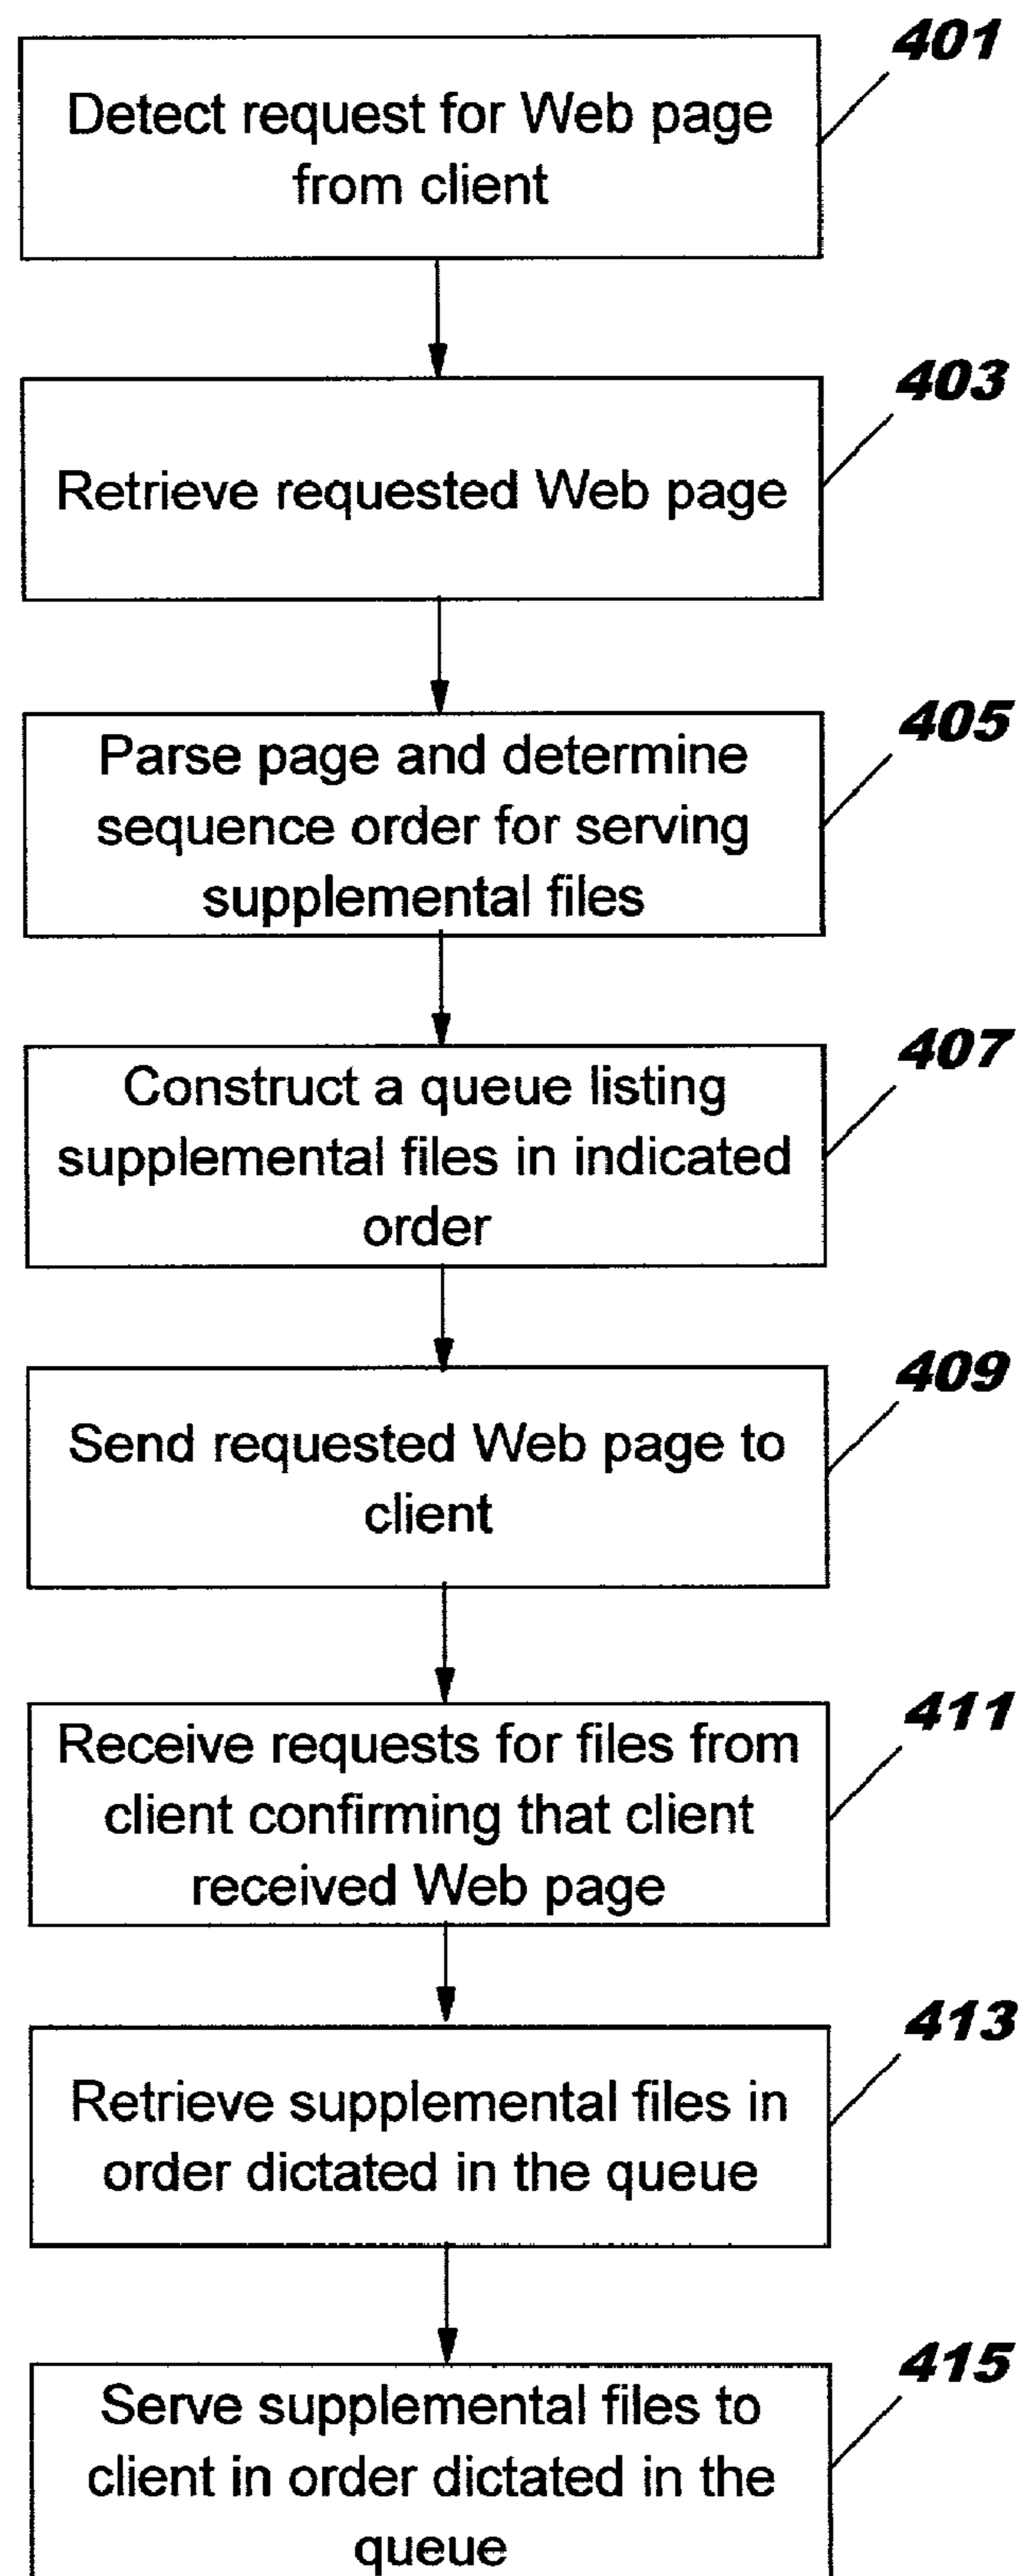 401
Detect request for Web page
from client
403
Retrieve requested Web page
405
Parse page and determine
sequence order for serving
supplemental files
407
Construct a queue listing
supplemental files in indicated
order
409
Send requested Web page to
client
411
Receive requests for files from
client confirming that client
received Web page
413
Retrieve supplemental files in
order dictated in the queue
415
Serve supplemental files to
client in order dictated in the
queue